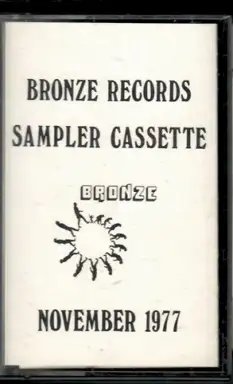 BRONZE RECORDS
SAMPLER CASSETTE
BRONZE
NOVEMBER 1977